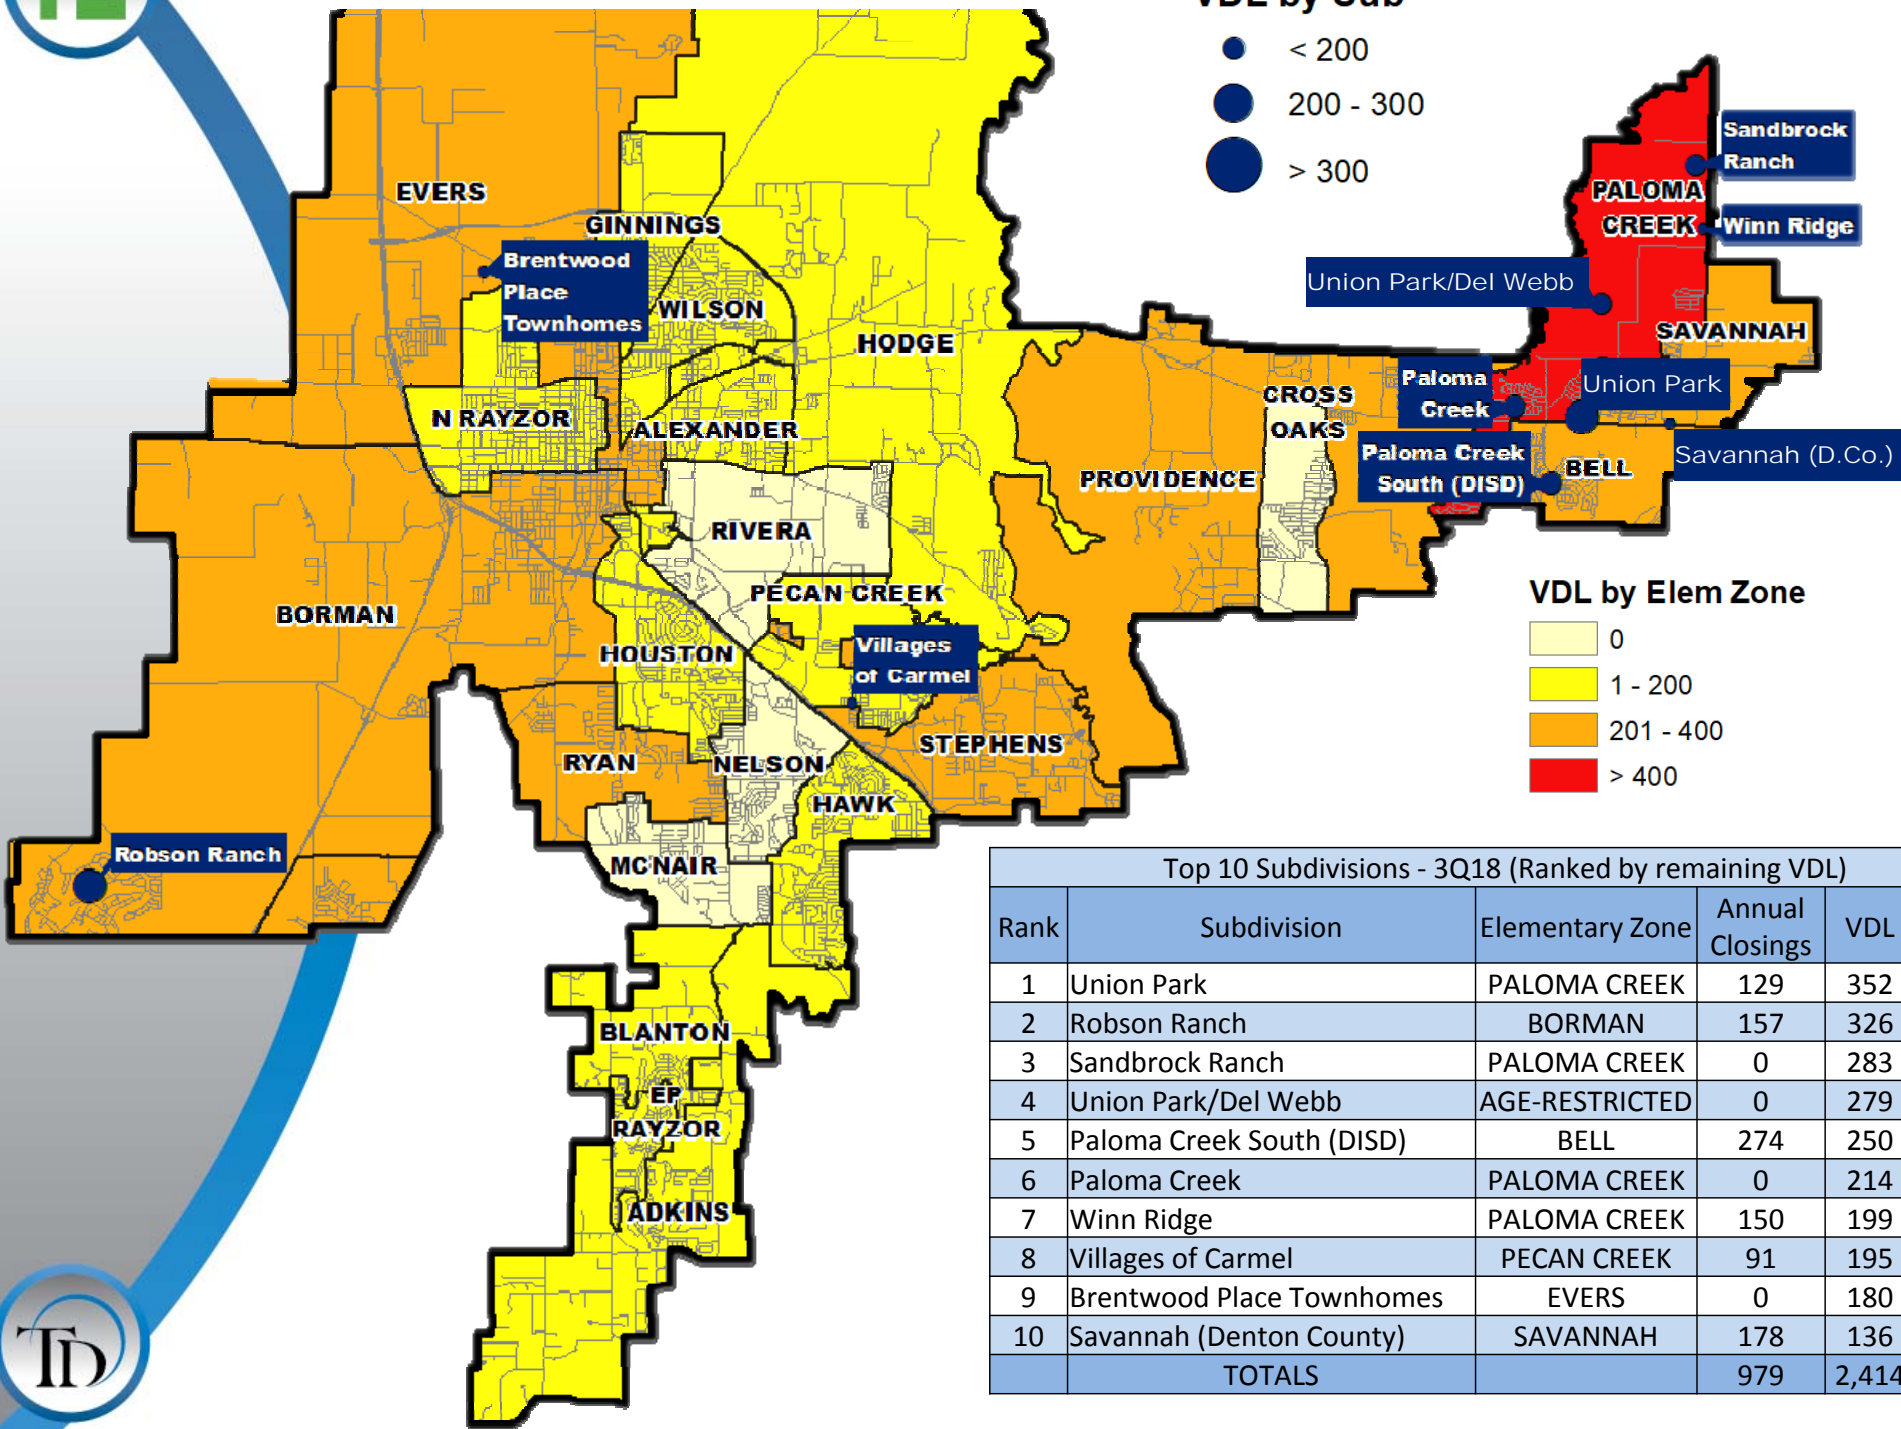 VDL by Sub
< 200
200 - 300
> 300
Sandbrock
Ranch
PALOMA
CREEK
Winn Ridge
EVERS
GINNINGS
Brentwood
Place
Townhomes
WILSON
HODGE
Union Park/Del Webb
SAVANNAH
Paloma
Creek
Union Park
CROSS
OAKS
N RAYZOR
ALEXANDER
PROVIDENCE
Paloma Creek
South (DISD)
BELL
Savannah (D.Co.)
RIVERA
PECAN CREEK
BORMAN
HOUSTON
Villages
of Carmel
VDL by Elem Zone
0
1 - 200
201 - 400
> 400
STEPHENS
RYAN
NELSON
HAWK
Robson Ranch
MCNAIR
BLANTON
EP
RAYZOR
ADKINS
TD
Top 10 Subdivisions - 3Q18 (Ranked by remaining VDL)
Rank Subdivision Elementary Zone Annual Closings VDL
1 Union Park PALOMA CREEK 129 352
2 Robson Ranch BORMAN 157 326
3 Sandbrock Ranch PALOMA CREEK 0 283
4 Union Park/Del Webb AGE-RESTRICTED 0 279
5 Paloma Creek South (DISD) BELL 274 250
6 Paloma Creek PALOMA CREEK 0 214
7 Winn Ridge PALOMA CREEK 150 199
8 Villages of Carmel PECAN CREEK 91 195
9 Brentwood Place Townhomes EVERS 0 180
10 Savannah (Denton County) SAVANNAH 178 136
TOTALS 979 2,414